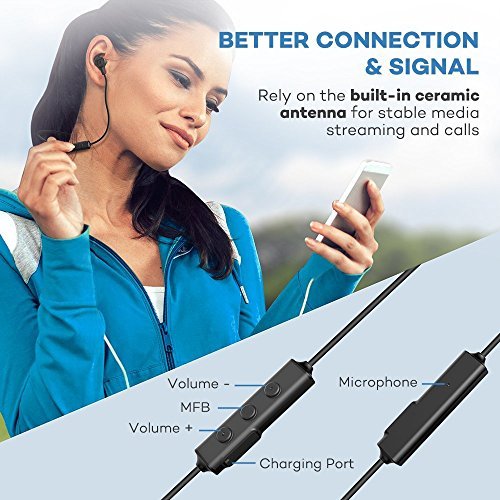 BETTER CONNECTION
& SIGNAL
Rely on the built-in ceramic
antenna for stable media
streaming and calls
Volume -
MFB
Volume +
Charging Port
Microphone